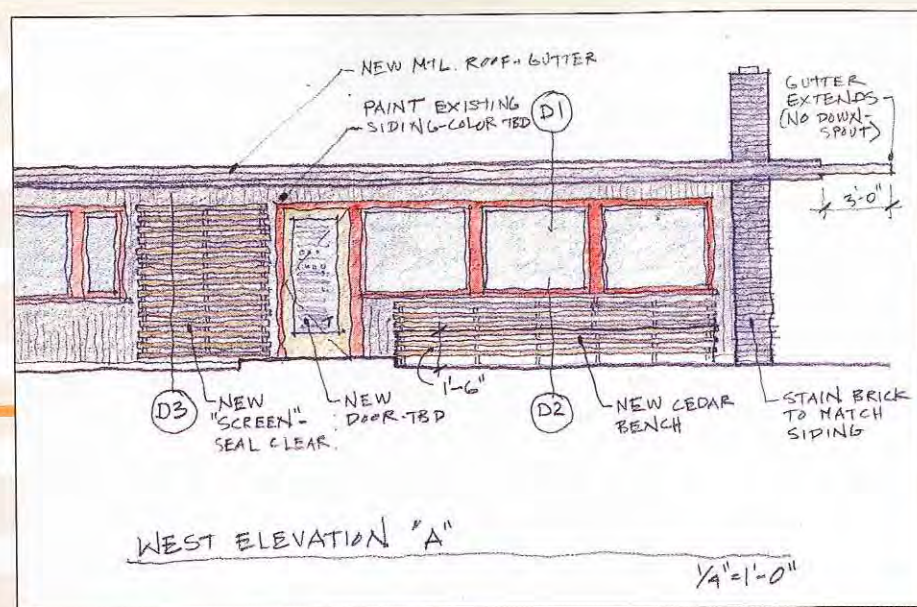 NEW MTL. ROOF-GUTTER
PAINT EXISTING
SIDING-COLOR TBD
D1
GUTTER
EXTENDS
(NO DOWN-
SPOUT)
3'-0"
1'-6"
D3
NEW
"SCREEN"-
SEAL CLEAR.
NEW
DOOR-TBD
D2
NEW CEDAR
BENCH
STAIN BRICK
TO MATCH
SIDING
WEST ELEVATION "A"
1/4"=1'-0"